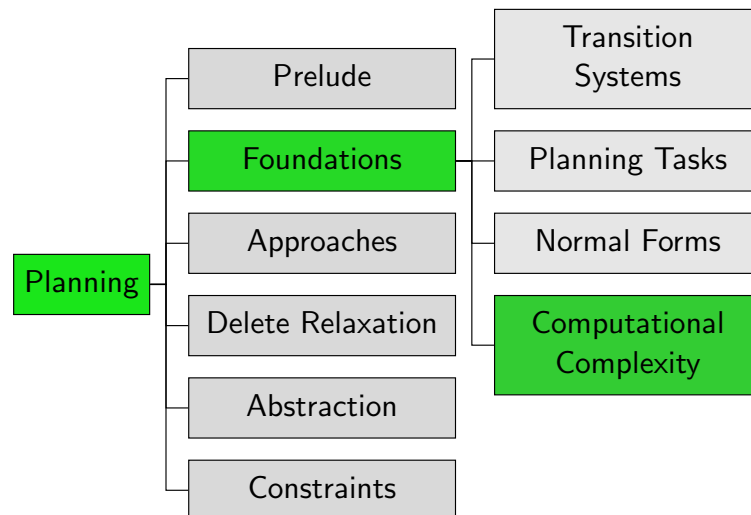 Planning
Prelude
Foundations
Approaches
Delete Relaxation
Abstraction
Constraints
Transition
Systems
Planning Tasks
Normal Forms
Computational
Complexity